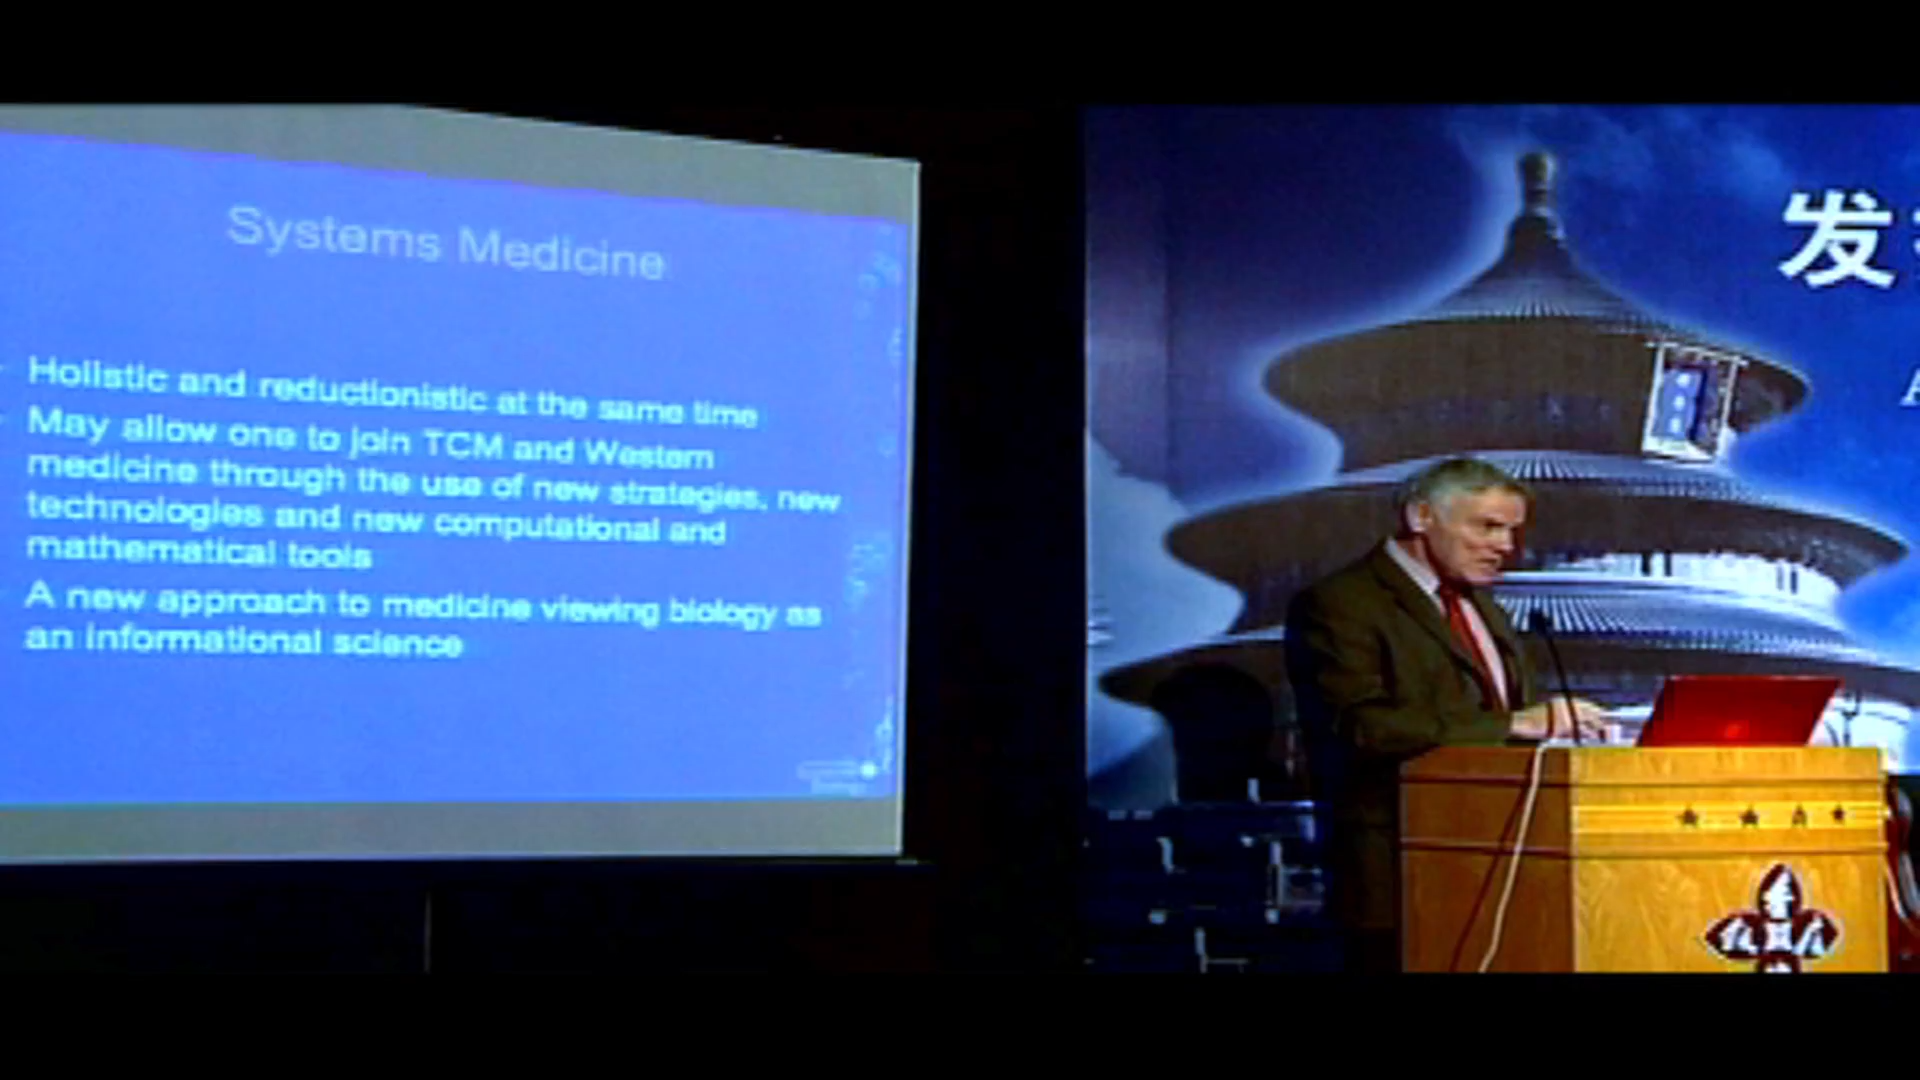 Systems Medicine
Holistic and reductionistic at the same time
May allow one to join TCM and Western
medicine through the use of new strategies, new
technologies and new computational and
mathematical tools
A new approach to medicine viewing biology as
an informational science
发
A